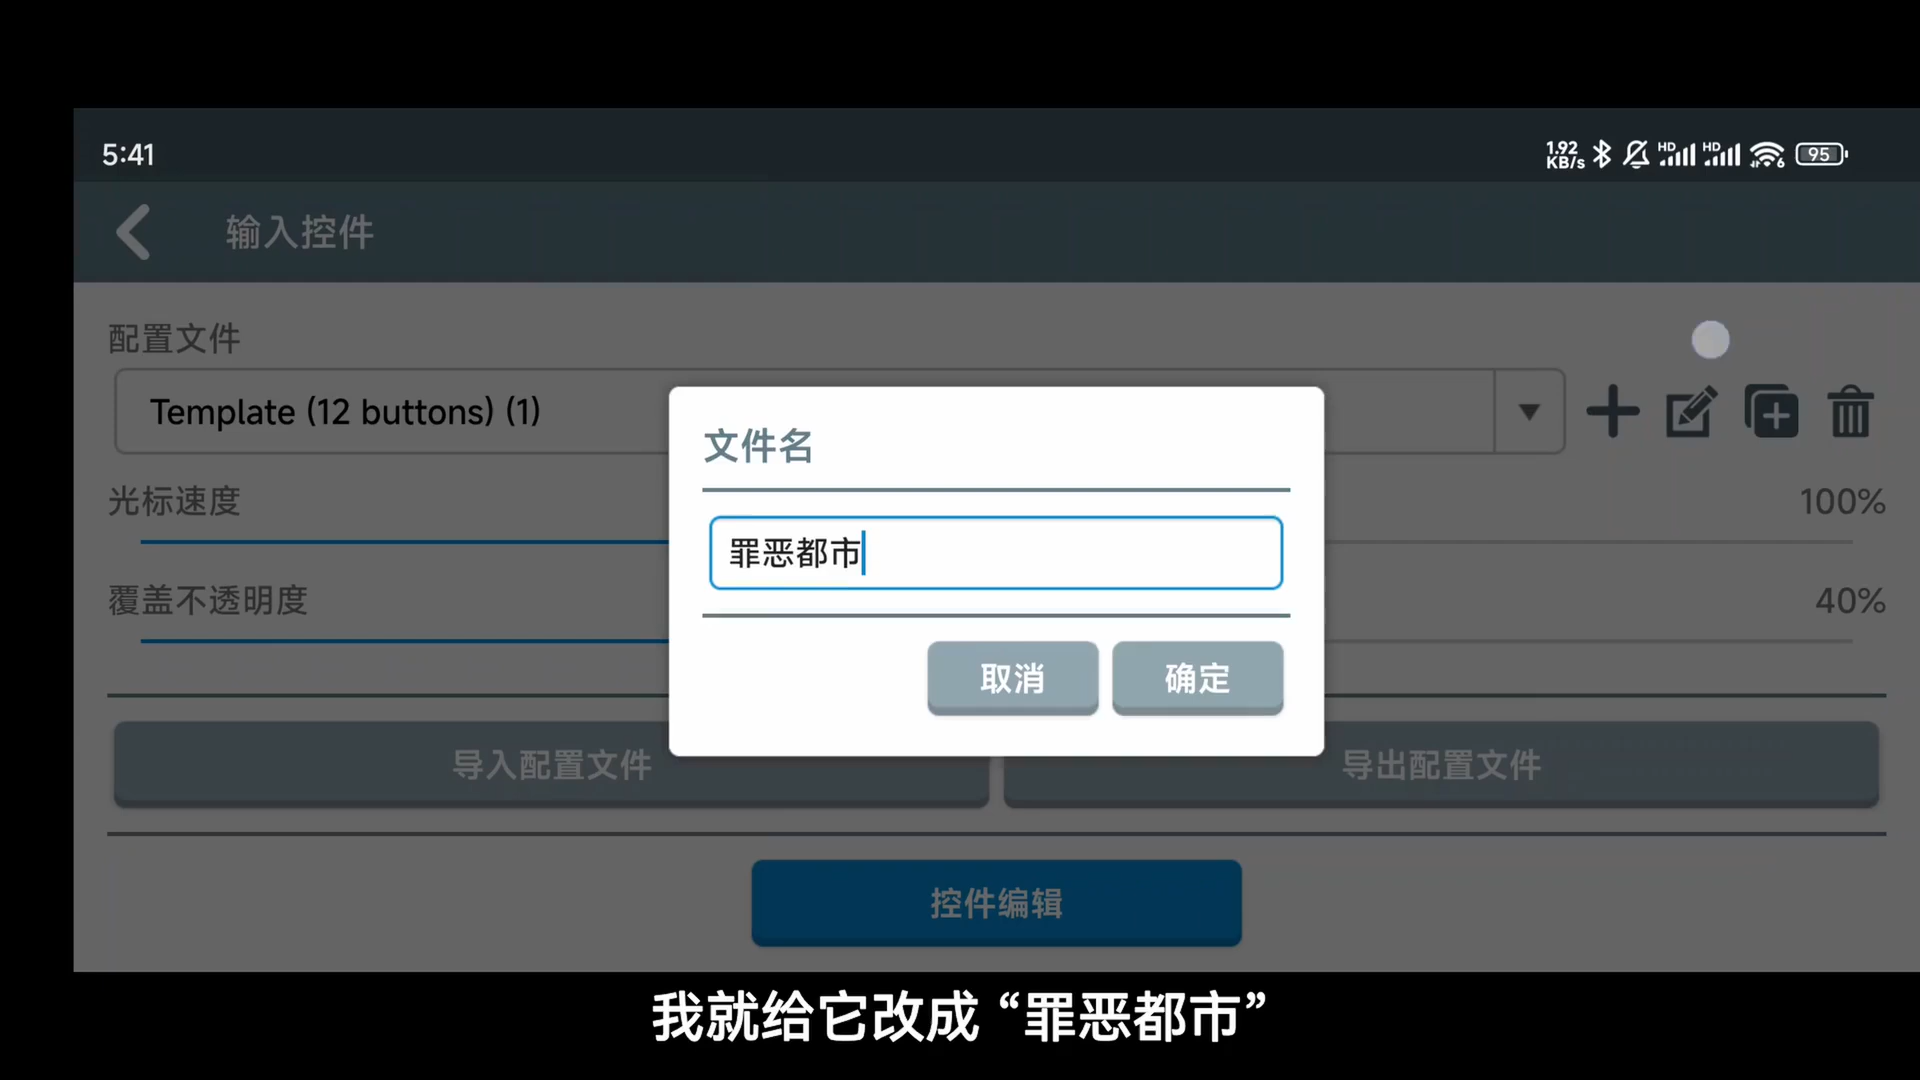 5:41
1.92 KB/s HD HD 6 95
输入控件
配置文件
Template (12 buttons) (1)
文件名
光标速度
100%
罪恶都市
覆盖不透明度
40%
取消
确定
导入配置文件
导出配置文件
控件编辑
我就给它改成“罪恶都市”